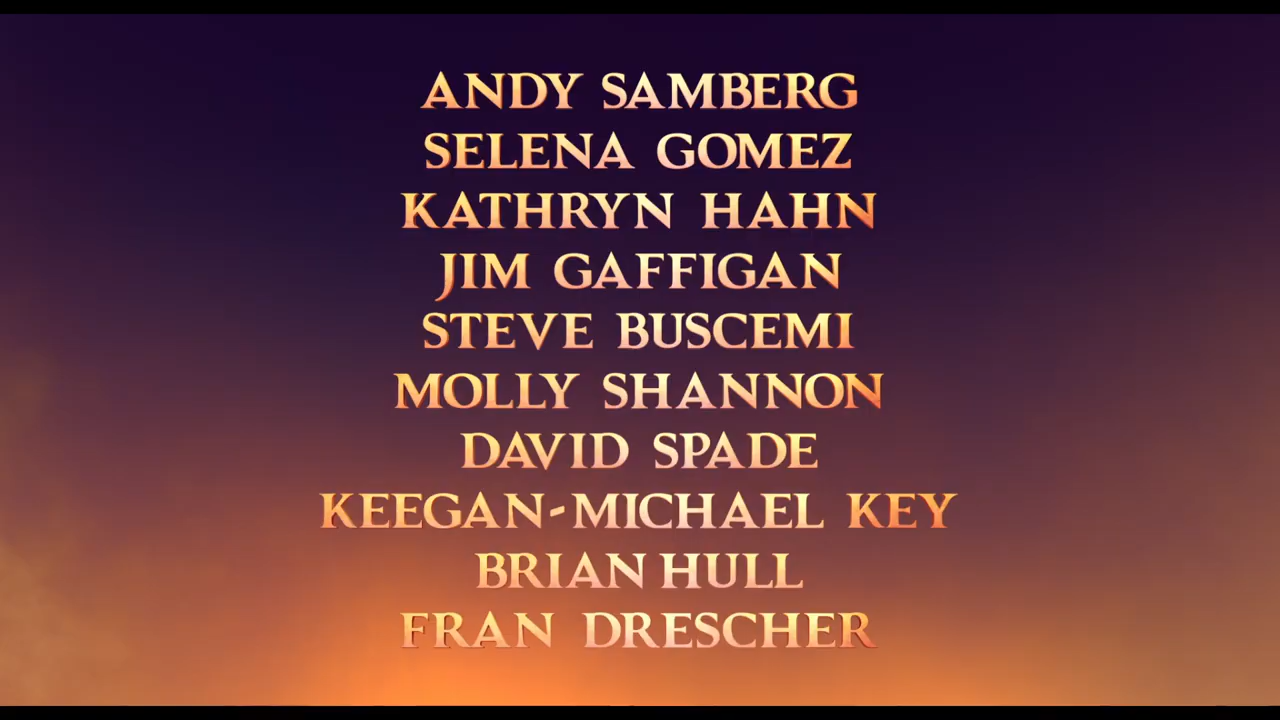 ANDY SAMBERG
SELENA GOMEZ
KATHRYN HAHN
JIM GAFFIGAN
STEVE BUSCEMI
MOLLY SHANNON
DAVID SPADE
KEEGAN-MICHAEL KEY
BRIAN HULL
FRAN DRESCHER